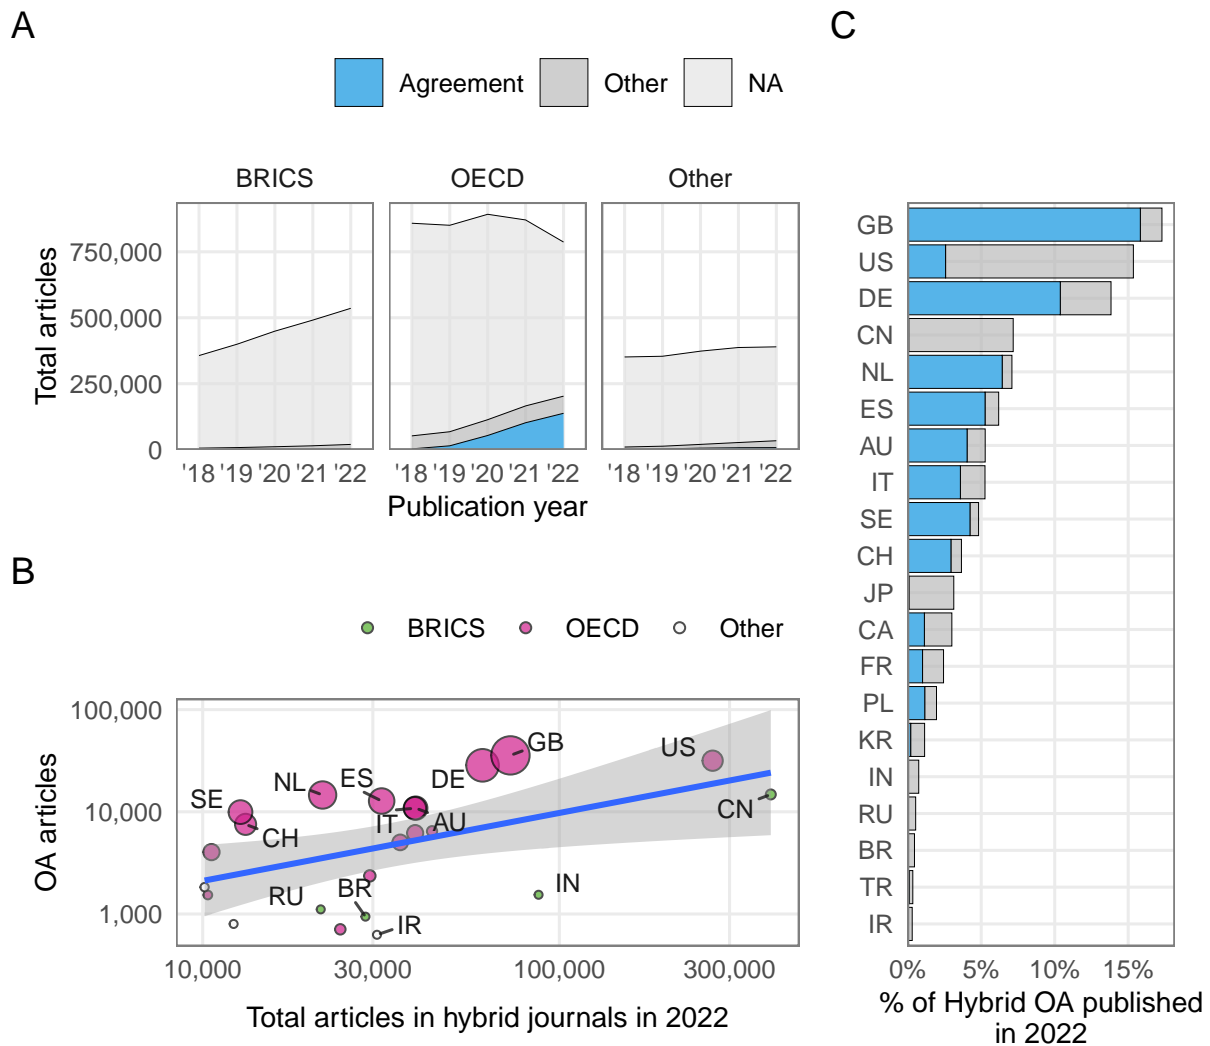 A
Agreement Other NA
BRICS OECD Other
Total articles
750,000
500,000
250,000
0
'18 '19 '20 '21 '22 '18 '19 '20 '21 '22 '18 '19 '20 '21 '22
Publication year
B
BRICS OECD Other
OA articles
100,000
10,000
1,000
GB
US
DE
NL
ES
SE
CN
IT
AU
CH
RU
BR
IN
IR
10,000 30,000 100,000 300,000
Total articles in hybrid journals in 2022
C
GB
US
DE
CN
NL
ES
AU
IT
SE
CH
JP
CA
FR
PL
KR
IN
RU
BR
TR
IR
0% 5% 10% 15%
% of Hybrid OA published
in 2022